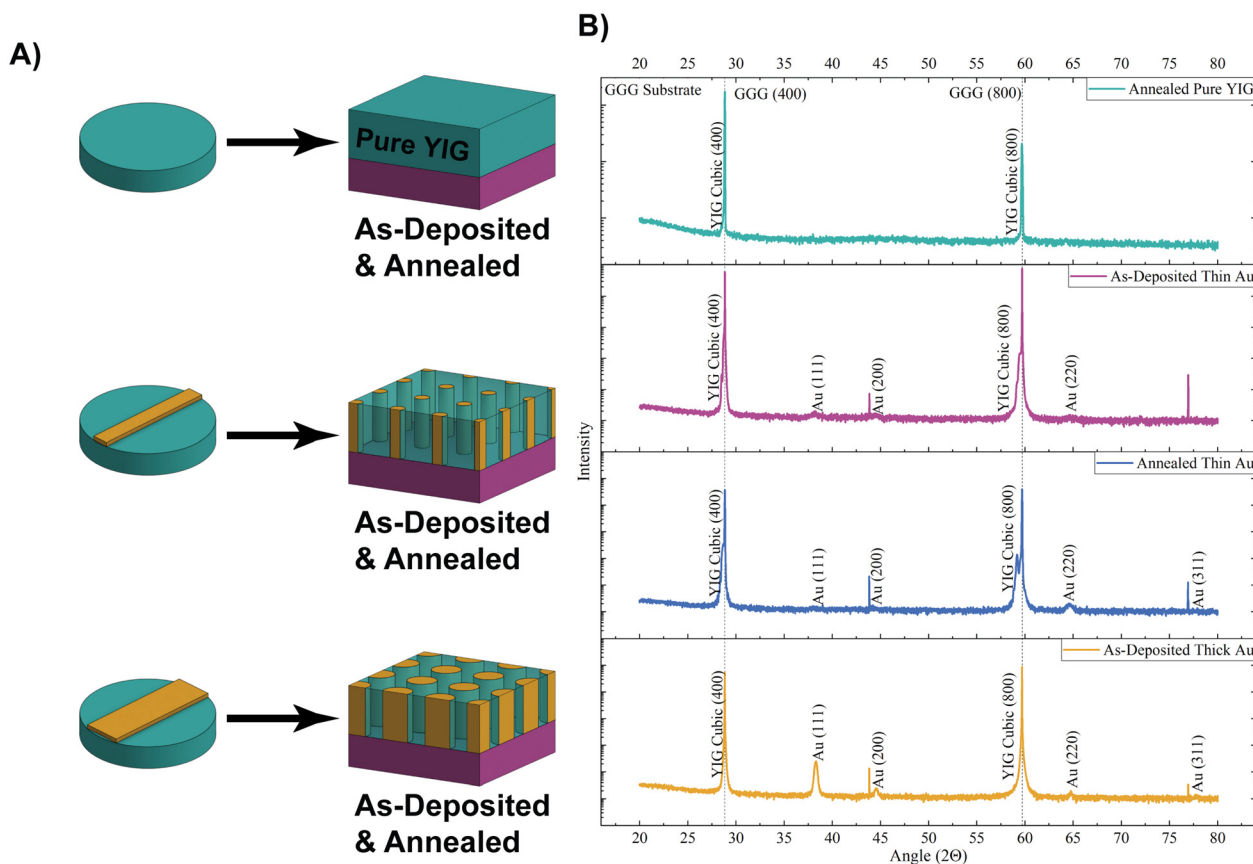 A)
Pure YIG
As-Deposited
& Annealed
As-Deposited
& Annealed
As-Deposited
& Annealed
B)
20 25 30 35 40 45 50 55 60 65 70 75 80
GGG Substrate
GGG (400)
GGG (800)
Annealed Pure YIG
YIG Cubic (400)
YIG Cubic (800)
As-Deposited Thin Au
YIG Cubic (400)
Au (111)
Au (200)
YIG Cubic (800)
Au (220)
Annealed Thin Au
YIG Cubic (400)
Au (111)
Au (200)
YIG Cubic (800)
Au (220)
Au (311)
As-Deposited Thick Au
YIG Cubic (400)
Au (111)
Au (200)
YIG Cubic (800)
Au (220)
Au (311)
Intensity
20 25 30 35 40 45 50 55 60 65 70 75 80
Angle (2Θ)